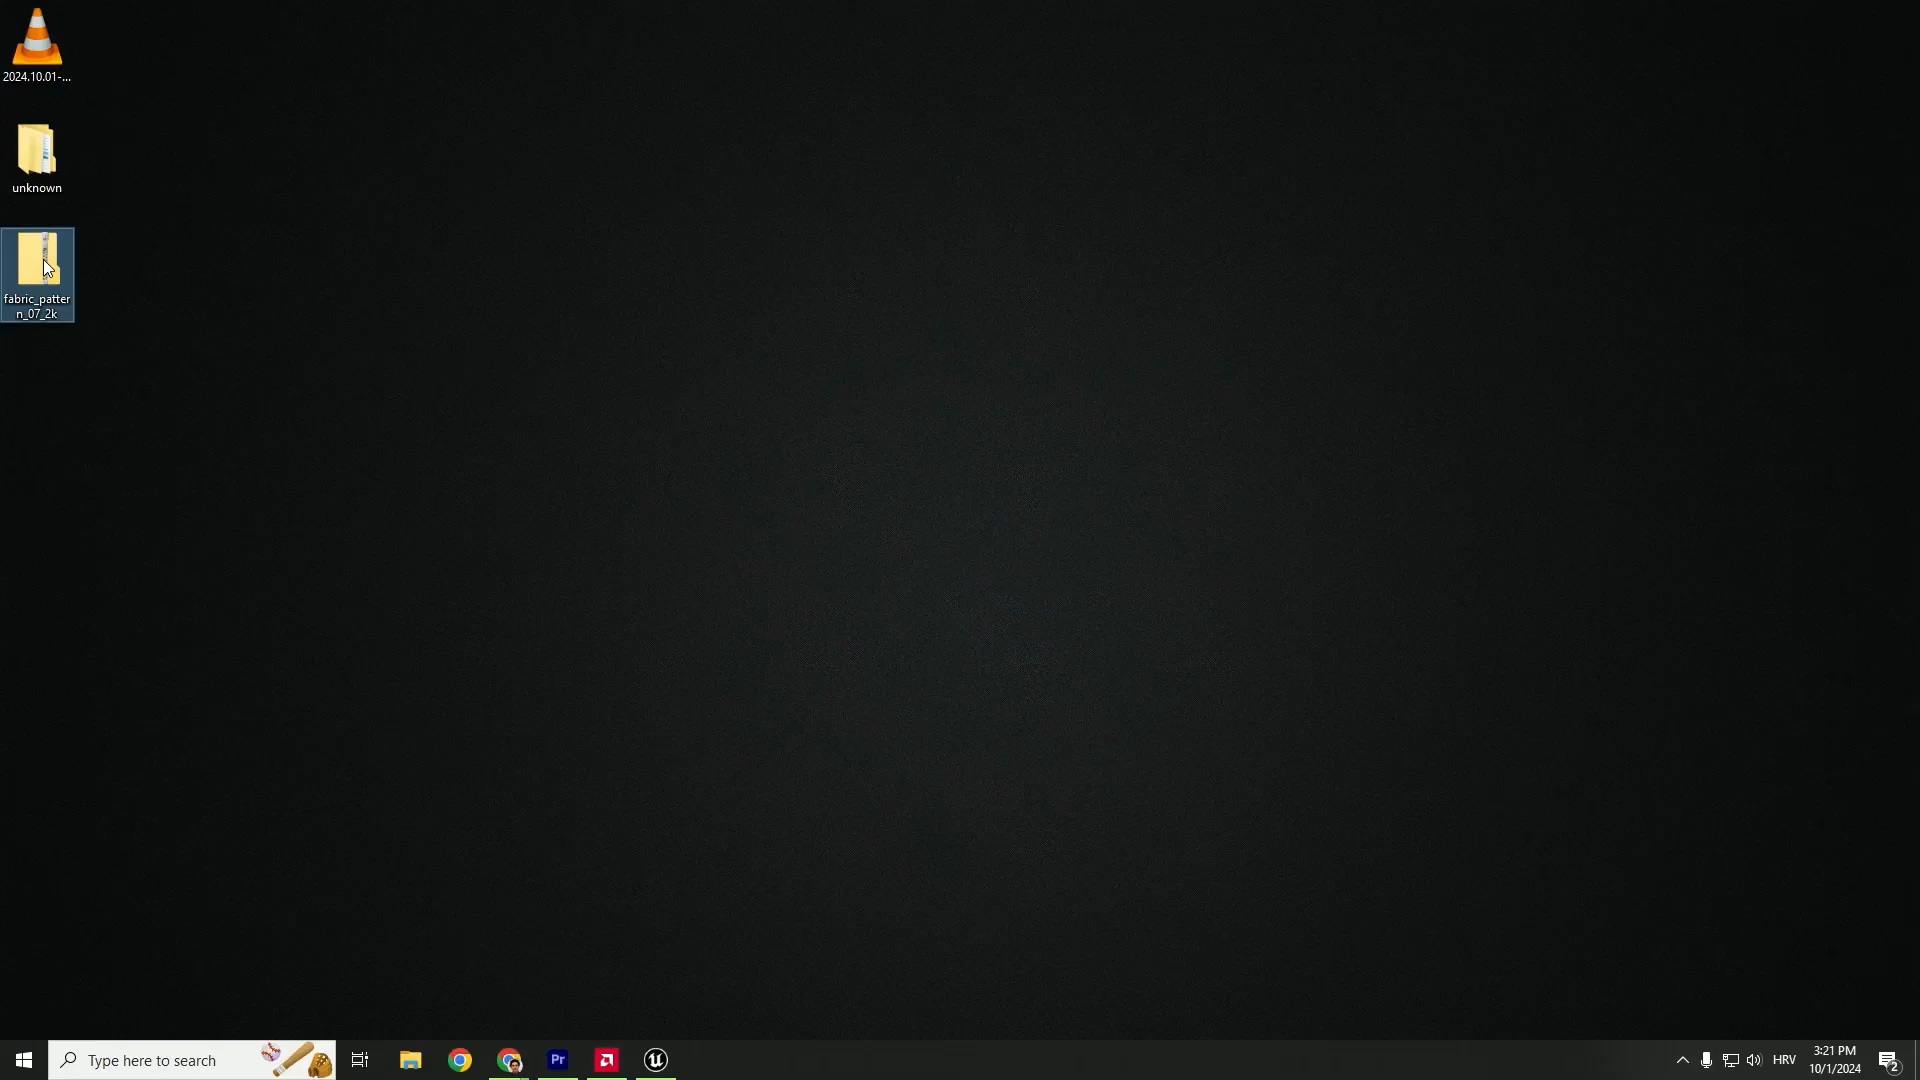 2024.10.01-...
unknown
fabric_patter
n_07_2k
Type here to search
Pr
HRV
3:21 PM
10/1/2024
2